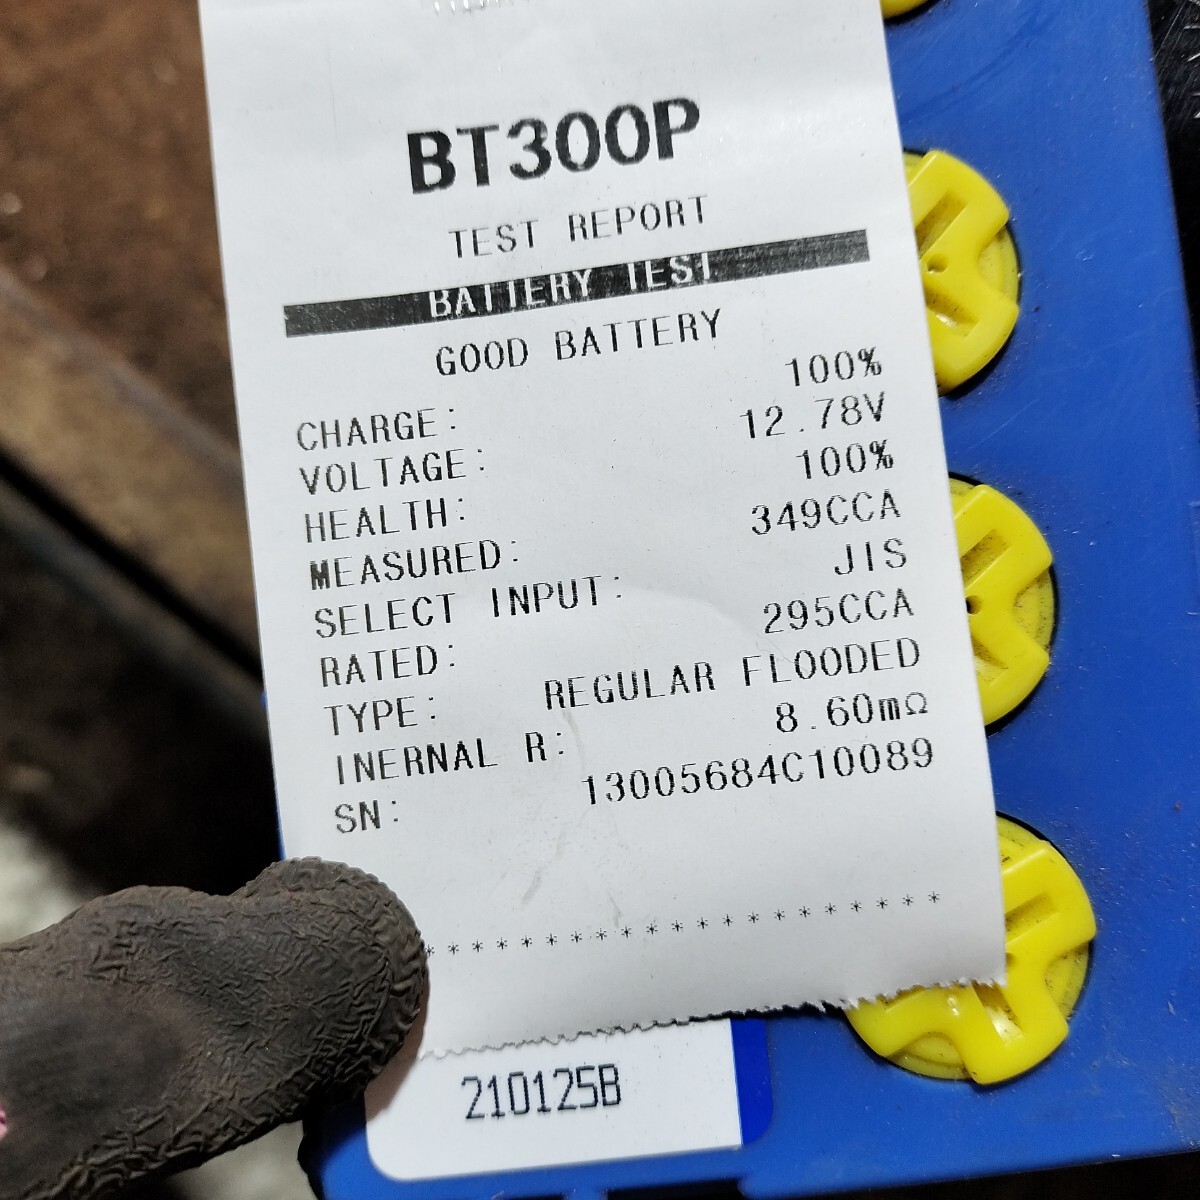 BT300P
TEST REPORT
BATTERY TEST
GOOD BATTERY
CHARGE: 100%
VOLTAGE: 12.78V
HEALTH: 100%
MEASURED: 349CCA
SELECT INPUT: JIS
RATED: 295CCA
TYPE: REGULAR FLOODED
INERNAL R: 8.60mΩ
SN: 13005684C10089
* * * * * * * * * * * * * * * * * * * *
210125B